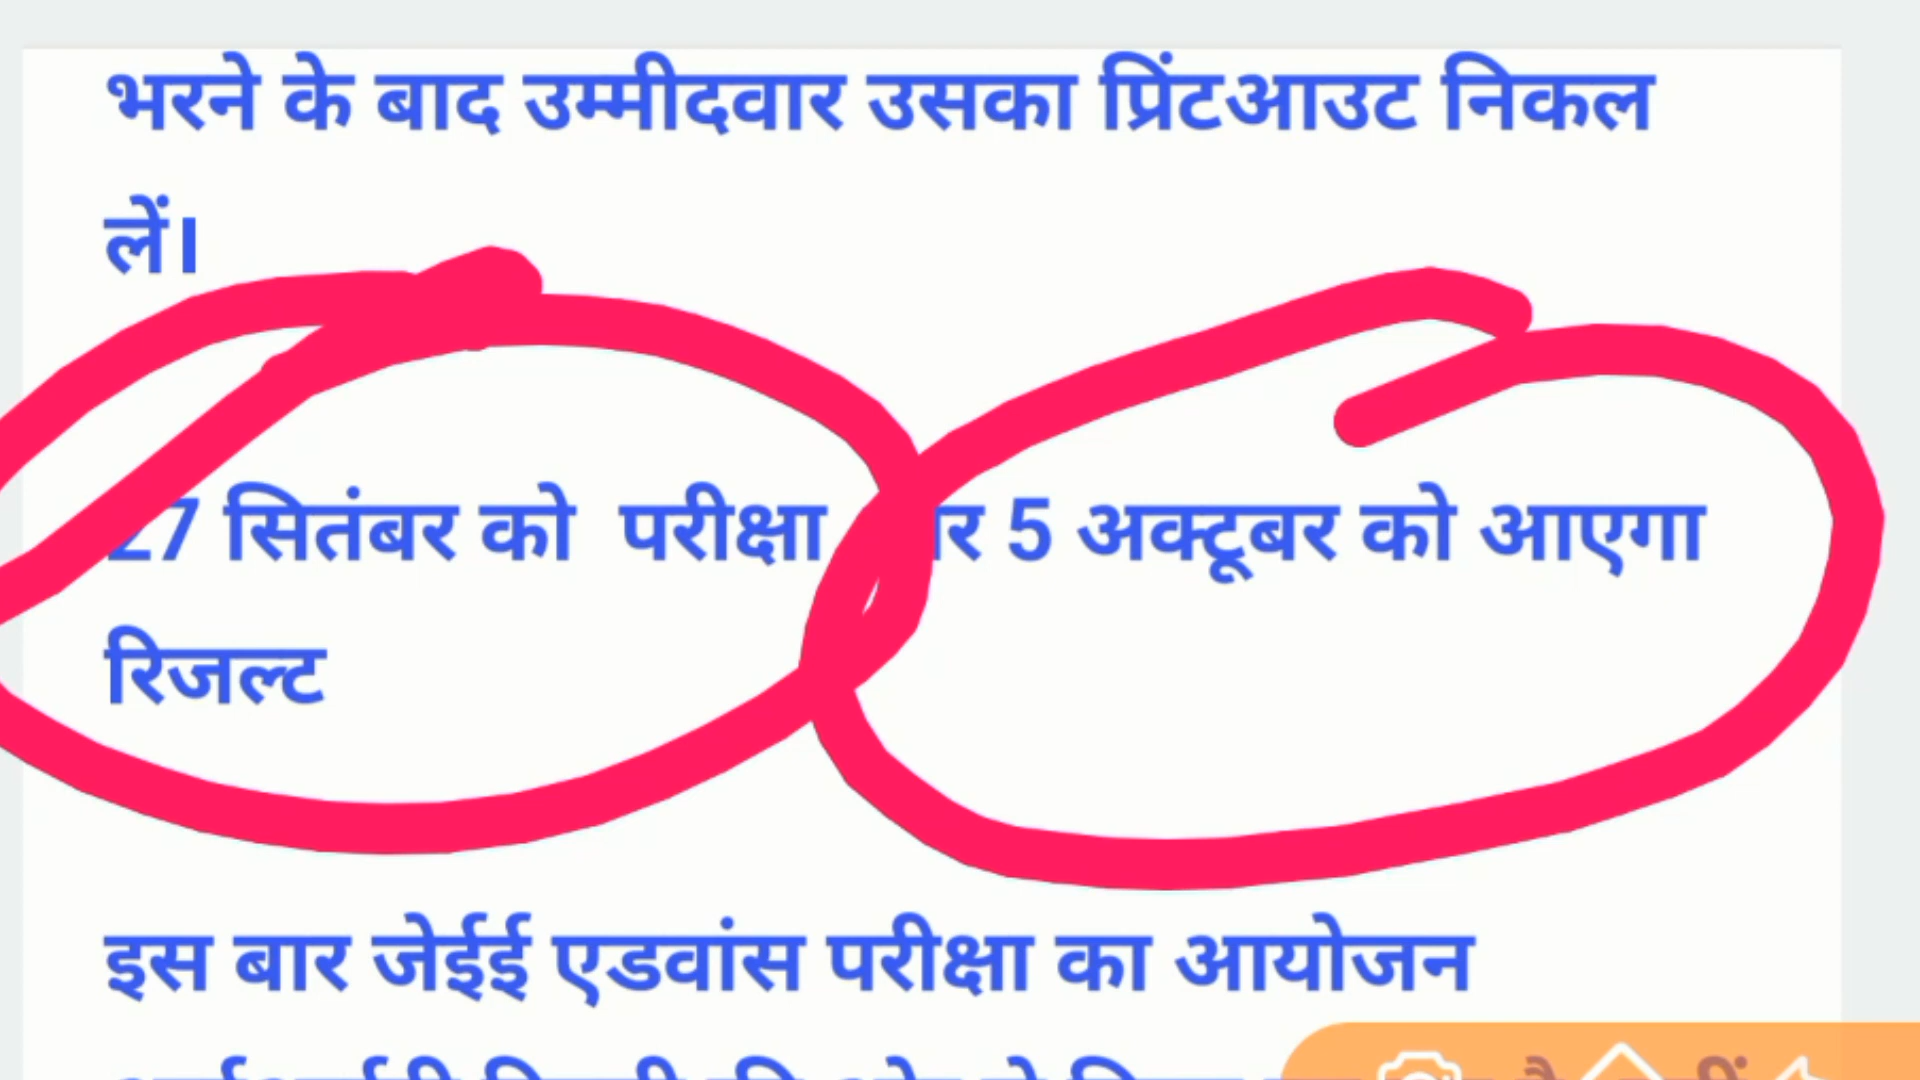 भरने के बाद उम्मीदवार उसका प्रिंटआउट निकल
लें।
27 सितंबर को परीक्षा 5 अक्टूबर को आएगा
रिजल्ट
इस बार जेईई एडवांस परीक्षा का आयोजन